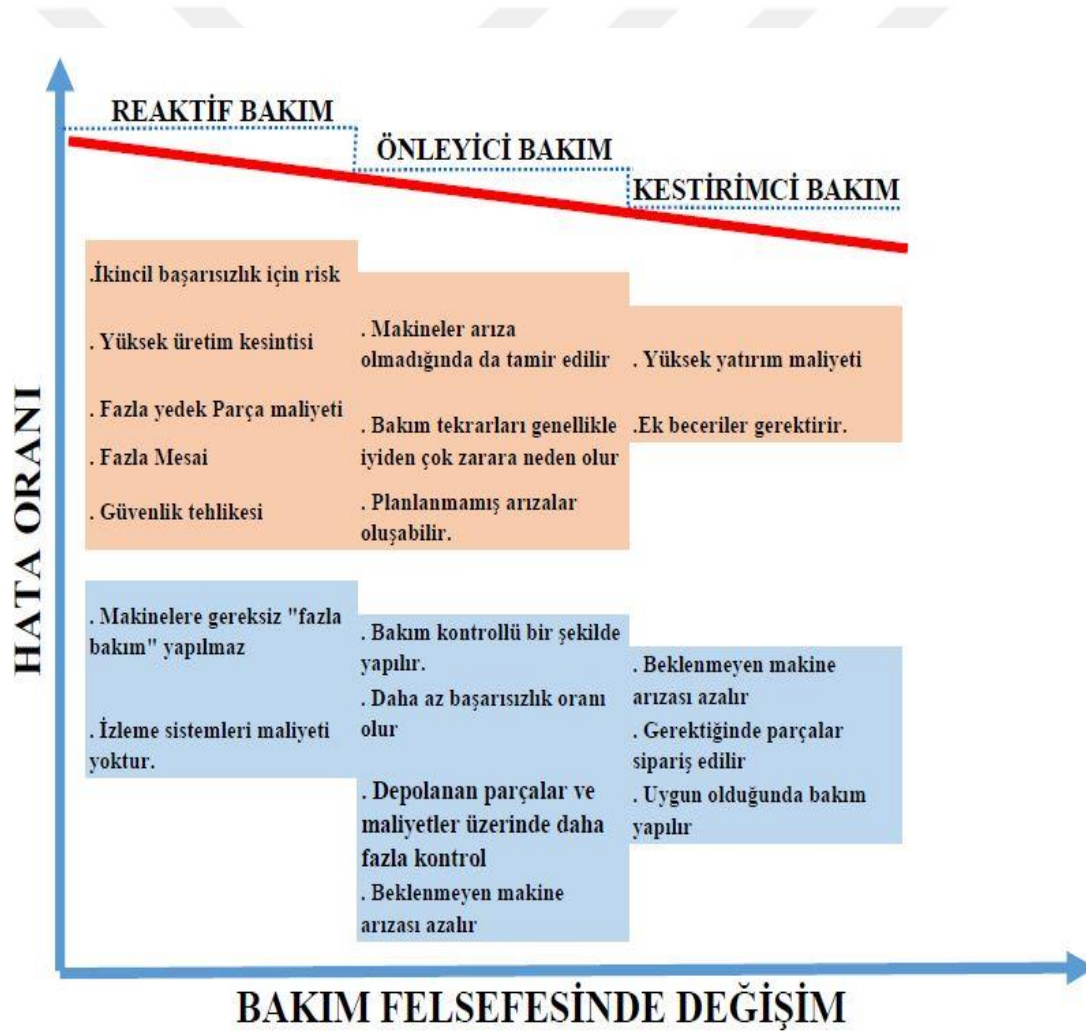 REAKTİF BAKIM
ÖNLEYİCİ BAKIM
KESTİRİMCİ BAKIM
HATA ORANI
.İkincil başarısızlık için risk
. Yüksek üretim kesintisi
. Fazla yedek Parça maliyeti
. Fazla Mesai
. Güvenlik tehlikesi
. Makineler arıza
olmadığında da tamir edilir
. Bakım tekrarları genellikle
iyiden çok zarara neden olur
. Planlanmamış arızalar
oluşabilir.
. Yüksek yatırım maliyeti
.Ek beceriler gerektirir.
. Makinelere gereksiz "fazla
bakım" yapılmaz
. İzleme sistemleri maliyeti
yoktur.
. Bakım kontrollü bir şekilde
yapılır.
. Daha az başarısızlık oranı
olur
. Depolanan parçalar ve
maliyetler üzerinde daha
fazla kontrol
. Beklenmeyen makine
arızası azalır
. Beklenmeyen makine
arızası azalır
. Gerektiğinde parçalar
sipariş edilir
. Uygun olduğunda bakım
yapılır
BAKIM FELSEFESİNDE DEĞİŞİM